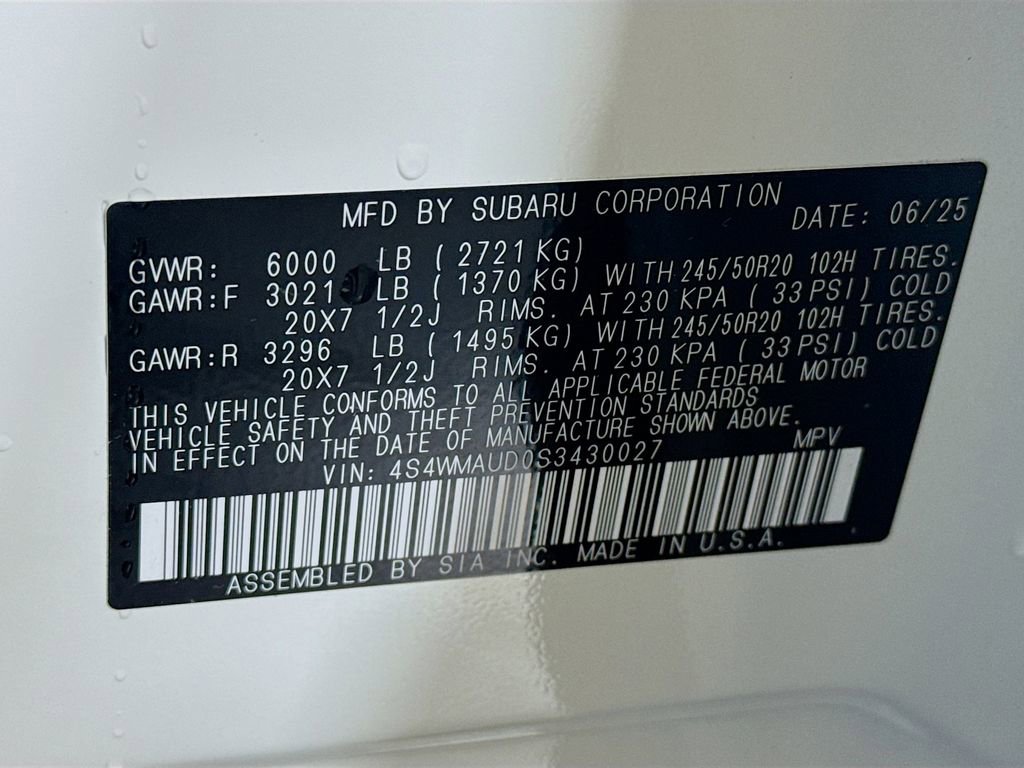 MFD BY SUBARU CORPORATION DATE: 06/25
GVWR: 6000 LB ( 2721 KG)
GAWR:F 3021 LB ( 1370 KG) WITH 245/50R20 102H TIRES.
20X7 1/2J RIMS. AT 230 KPA ( 33 PSI) COLD
GAWR:R 3296 LB ( 1495 KG) WITH 245/50R20 102H TIRES.
20X7 1/2J RIMS. AT 230 KPA ( 33 PSI) COLD
THIS VEHICLE CONFORMS TO ALL APPLICABLE FEDERAL MOTOR
VEHICLE SAFETY AND THEFT PREVENTION STANDARDS
IN EFFECT ON THE DATE OF MANUFACTURE SHOWN ABOVE.
VIN: 4S4WMAUD0S3430027 MPV
ASSEMBLED BY SIA INC. MADE IN U.S.A.